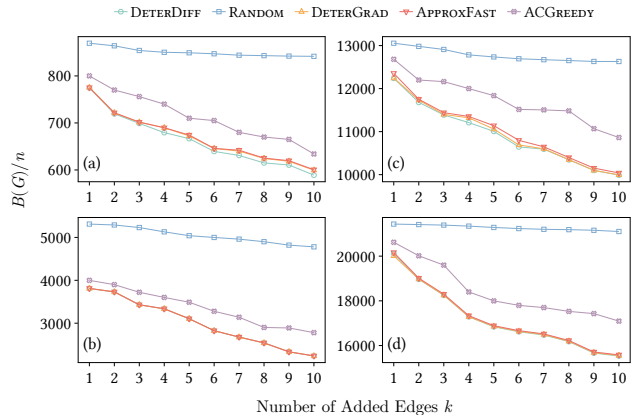 DETERDIFF RANDOM DETERGRAD APPROXFAST ACGREEDY
B(G)/n
800
700
600
(a)
1 2 3 4 5 6 7 8 9 10
13000
12000
11000
10000
(c)
1 2 3 4 5 6 7 8 9 10
5000
4000
3000
(b)
1 2 3 4 5 6 7 8 9 10
20000
18000
16000
(d)
1 2 3 4 5 6 7 8 9 10
Number of Added Edges k